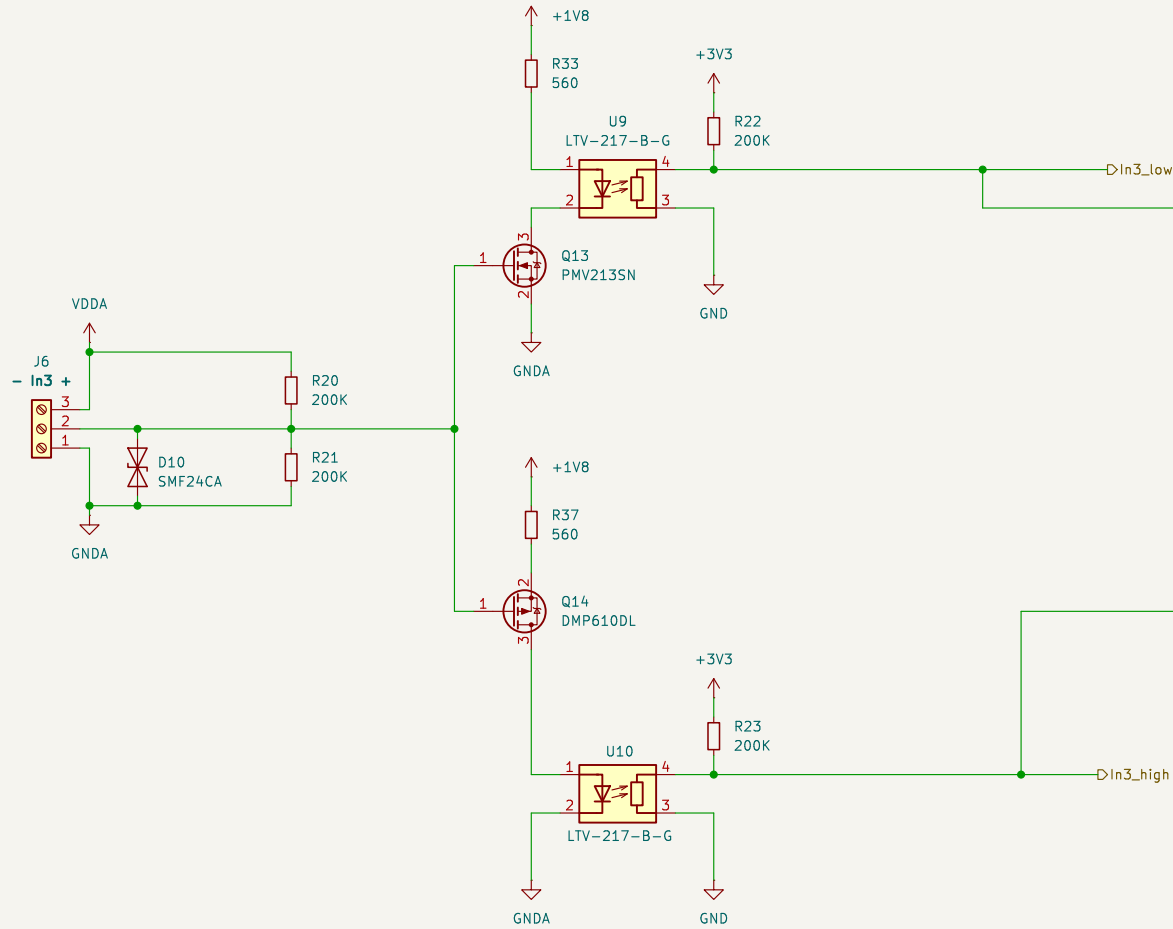 +1V8
R33
560
+3V3
U9
LTV-217-B-G
R22
200K
1
4
In3_low
2
3
3
Q13
PMV213SN
1
2
GND
VDDA
GNDA
J6
- In3 +
3
2
1
R20
200K
D10
SMF24CA
R21
200K
GNDA
+1V8
R37
560
2
1
Q14
DMP610DL
3
+3V3
R23
200K
U10
1
4
In3_high
2
3
LTV-217-B-G
GNDA
GND